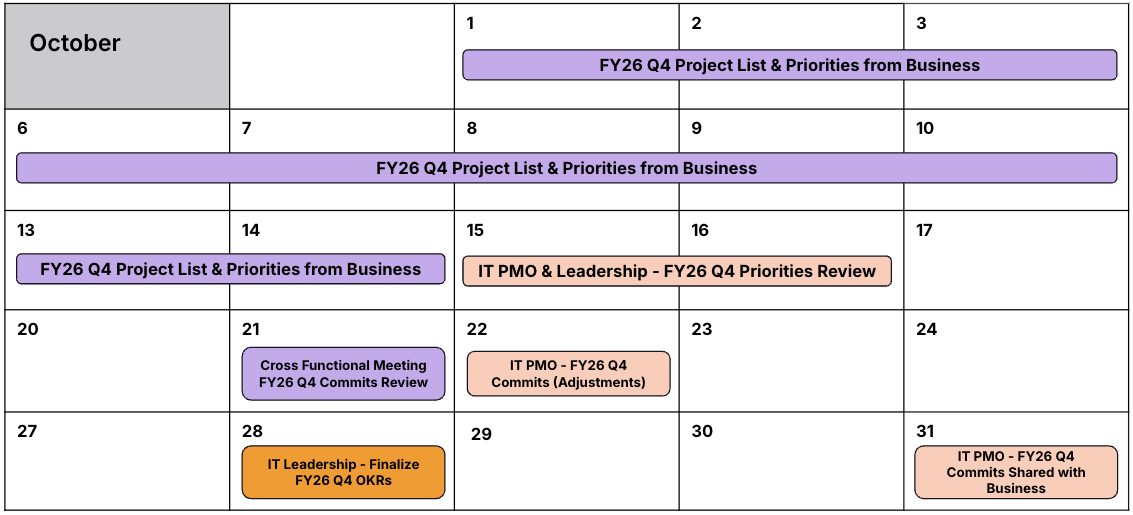 October
1
2
3
FY26 Q4 Project List & Priorities from Business
6
7
8
9
10
FY26 Q4 Project List & Priorities from Business
13
14
15
16
17
FY26 Q4 Project List & Priorities from Business
IT PMO & Leadership - FY26 Q4 Priorities Review
20
21
22
23
24
Cross Functional Meeting
FY26 Q4 Commits Review
IT PMO - FY26 Q4
Commits (Adjustments)
27
28
29
30
31
IT Leadership - Finalize
FY26 Q4 OKRs
IT PMO - FY26 Q4
Commits Shared with
Business